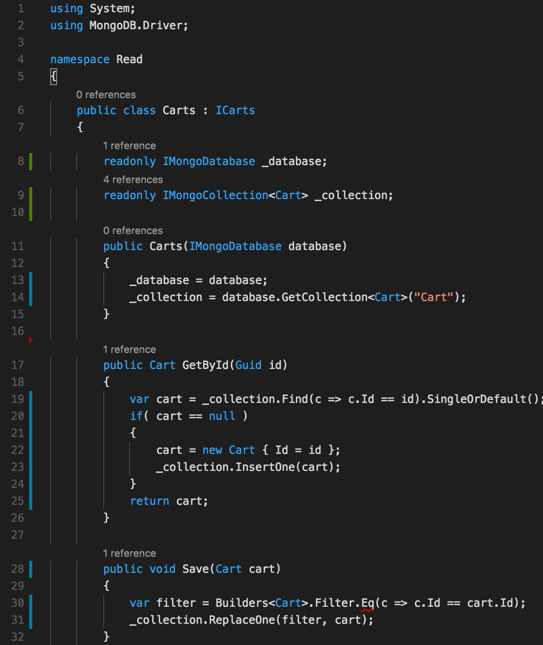 1 using System;
2 using MongoDB.Driver;
3
4 namespace Read
5 {
0 references
6 public class Carts : ICarts
7 {
1 reference
8 readonly IMongoDatabase _database;
4 references
9 readonly IMongoCollection<Cart> _collection;
10
0 references
11 public Carts(IMongoDatabase database)
12 {
13 _database = database;
14 _collection = database.GetCollection<Cart>("Cart");
15 }
16
1 reference
17 public Cart GetById(Guid id)
18 {
19 var cart = _collection.Find(c => c.Id == id).SingleOrDefault();
20 if( cart == null )
21 {
22 cart = new Cart { Id = id };
23 _collection.InsertOne(cart);
24 }
25 return cart;
26 }
27
1 reference
28 public void Save(Cart cart)
29 {
30 var filter = Builders<Cart>.Filter.Eq(c => c.Id == cart.Id);
31 _collection.ReplaceOne(filter, cart);
32 }